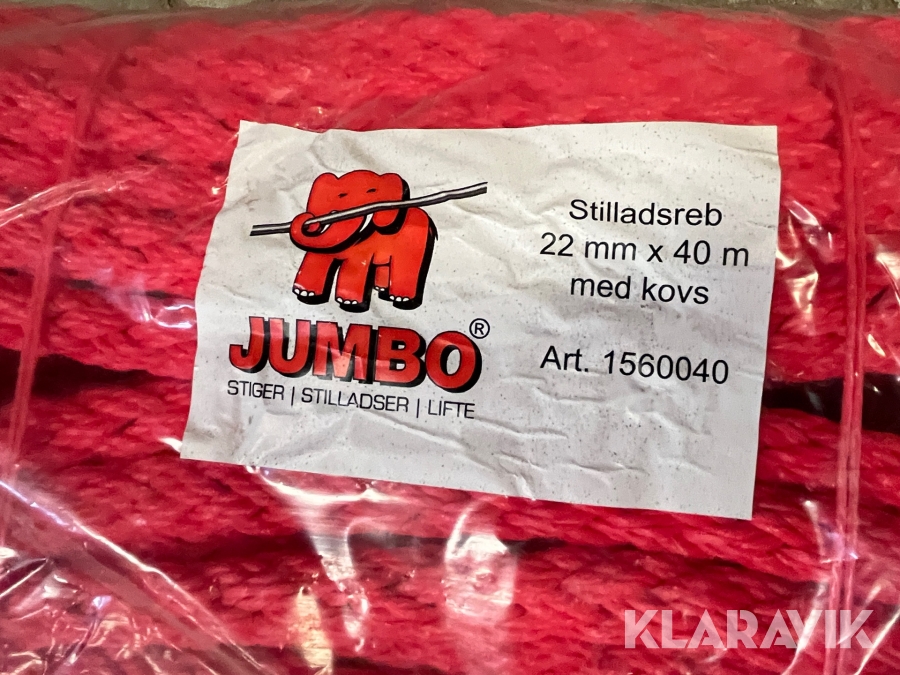 JUMBO®
STIGER | STILLADSER | LIFTE
Stilladsreb
22 mm x 40 m
med kovs
Art. 1560040
KLARAVIK